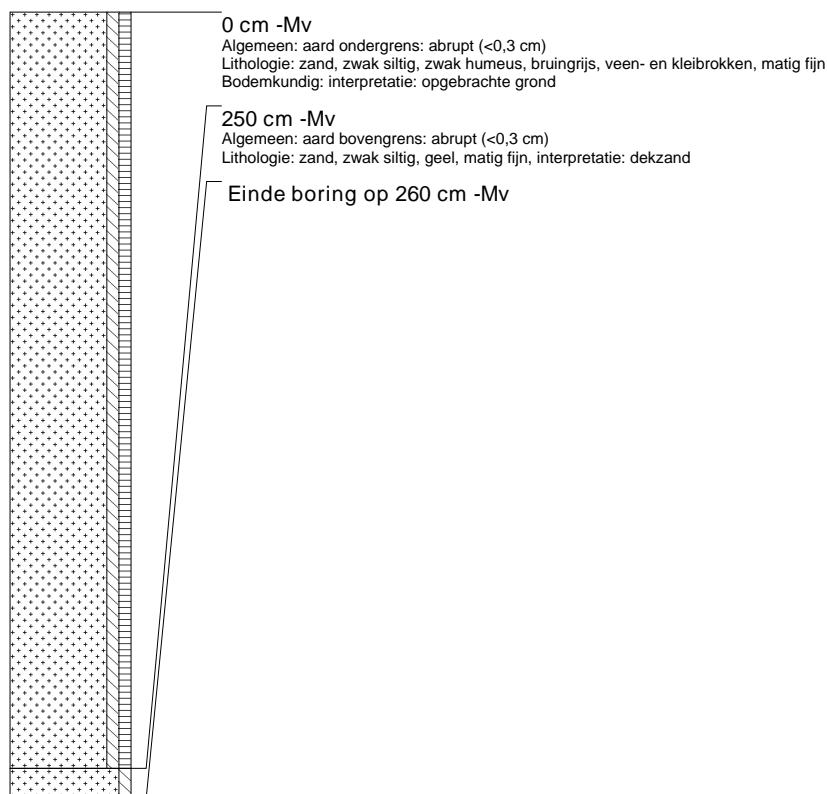 0 cm -Mv
Algemeen: aard ondergrens: abrupt (<0,3 cm)
Lithologie: zand, zwak siltig, zwak humeus, bruingrijs, veen- en kleibrokken, matig fijn
Bodemkundig: interpretatie: opgebrachte grond
250 cm -Mv
Algemeen: aard bovengrens: abrupt (<0,3 cm)
Lithologie: zand, zwak siltig, geel, matig fijn, interpretatie: dekzand
Einde boring op 260 cm -Mv